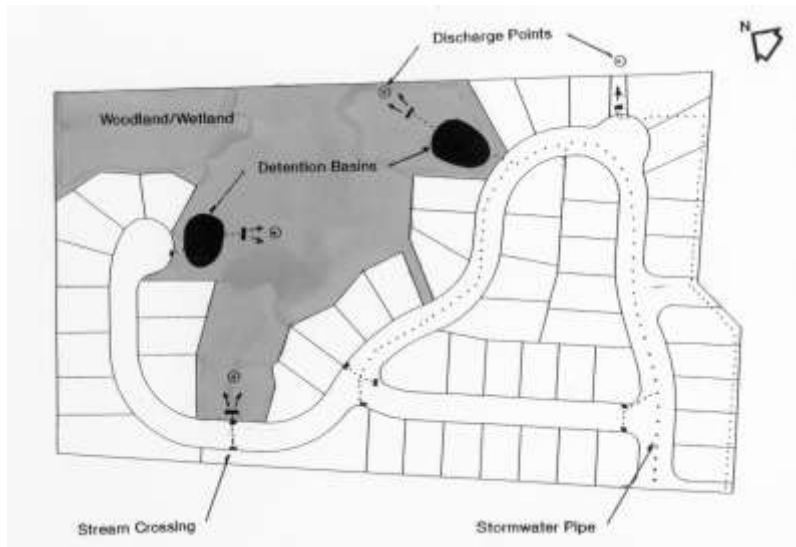 Discharge Points
N
Woodland/Wetland
Detention Basins
Stream Crossing
Stormwater Pipe